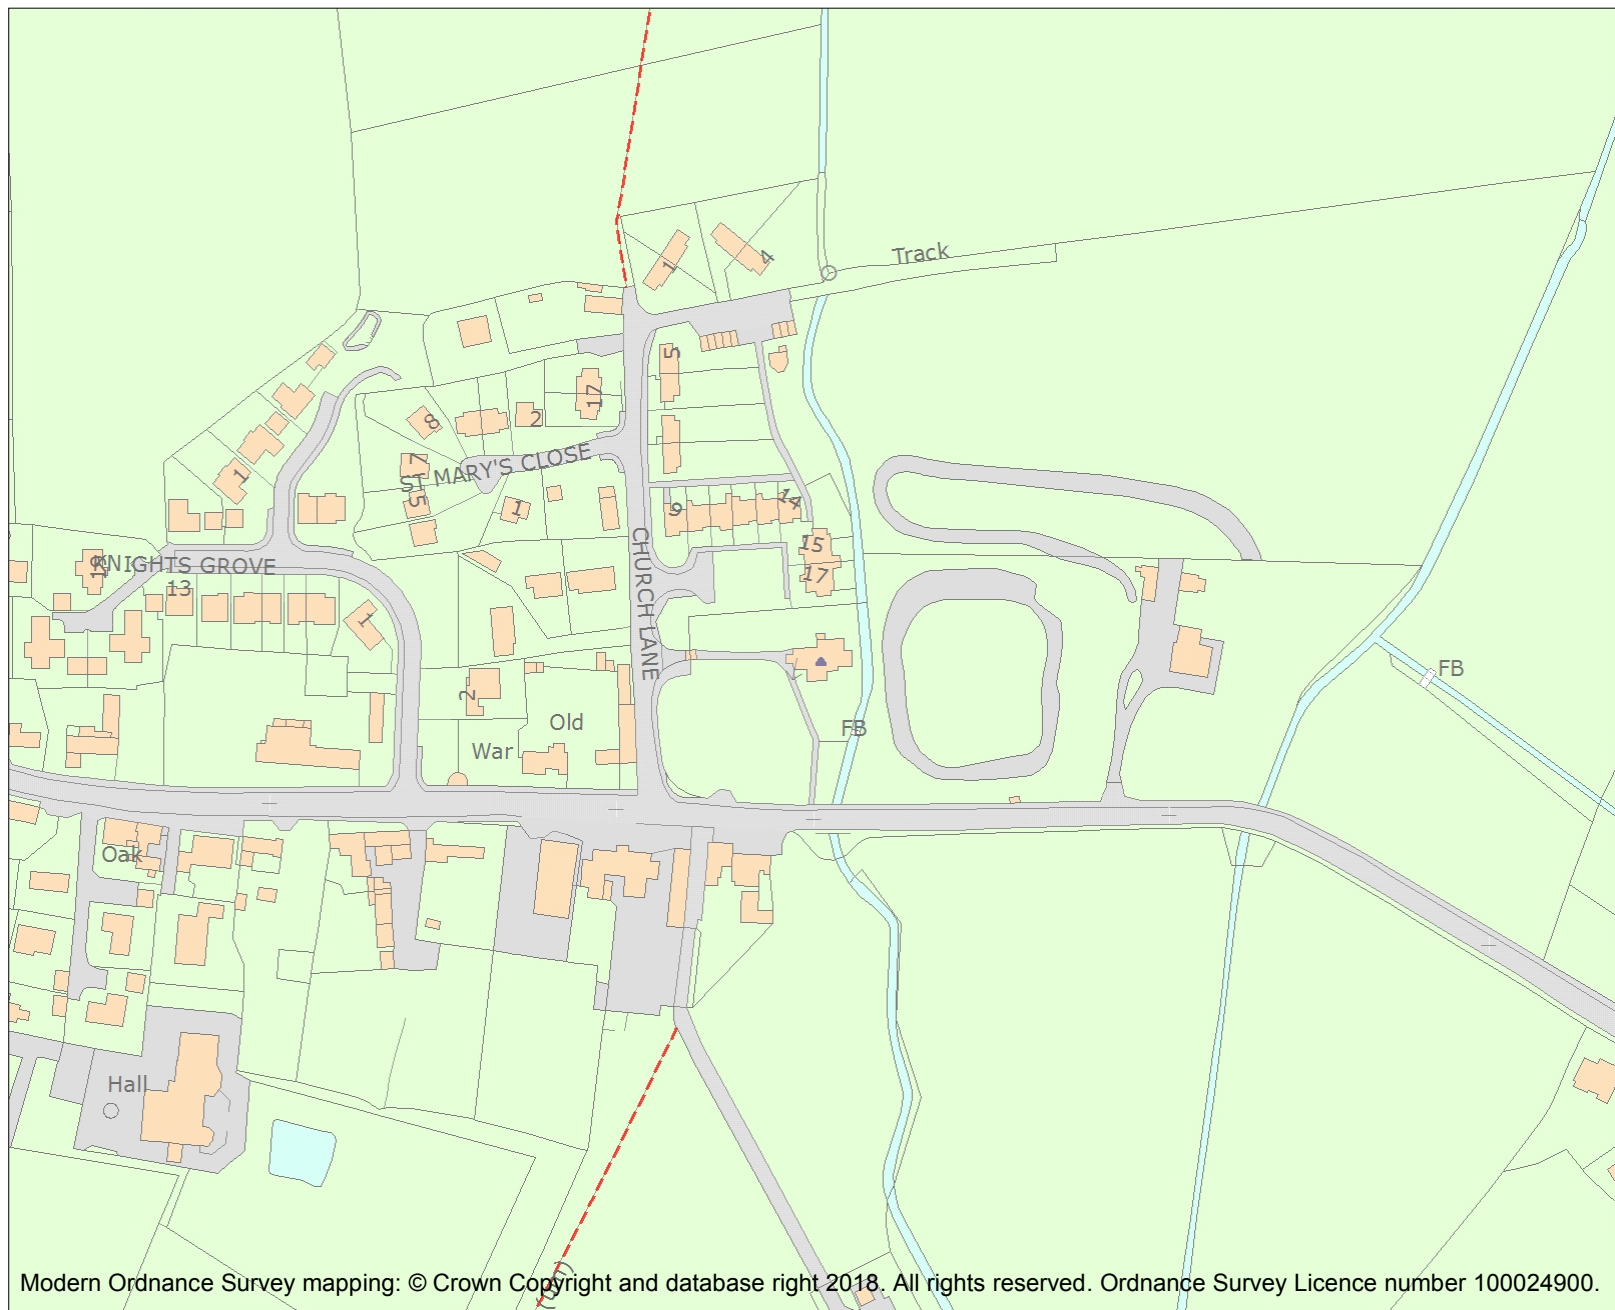 Track
1
4
5
17
8
2
7
ST MARY'S CLOSE
5
1
1
9
14
15
17
KNIGHTS GROVE
13
1
CHURCH LANE
2
Old
War
FB
FB
Oak
Hall
Modern Ordnance Survey mapping: © Crown Copyright and database right 2018. All rights reserved. Ordnance Survey Licence number 100024900.